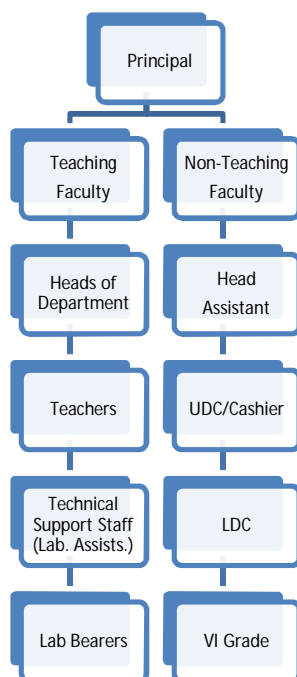 Principal
Teaching
Faculty
Non-Teaching
Faculty
Heads of
Department
Head
Assistant
Teachers
UDC/Cashier
Technical
Support Staff
(Lab. Assists.)
LDC
Lab Bearers
VI Grade